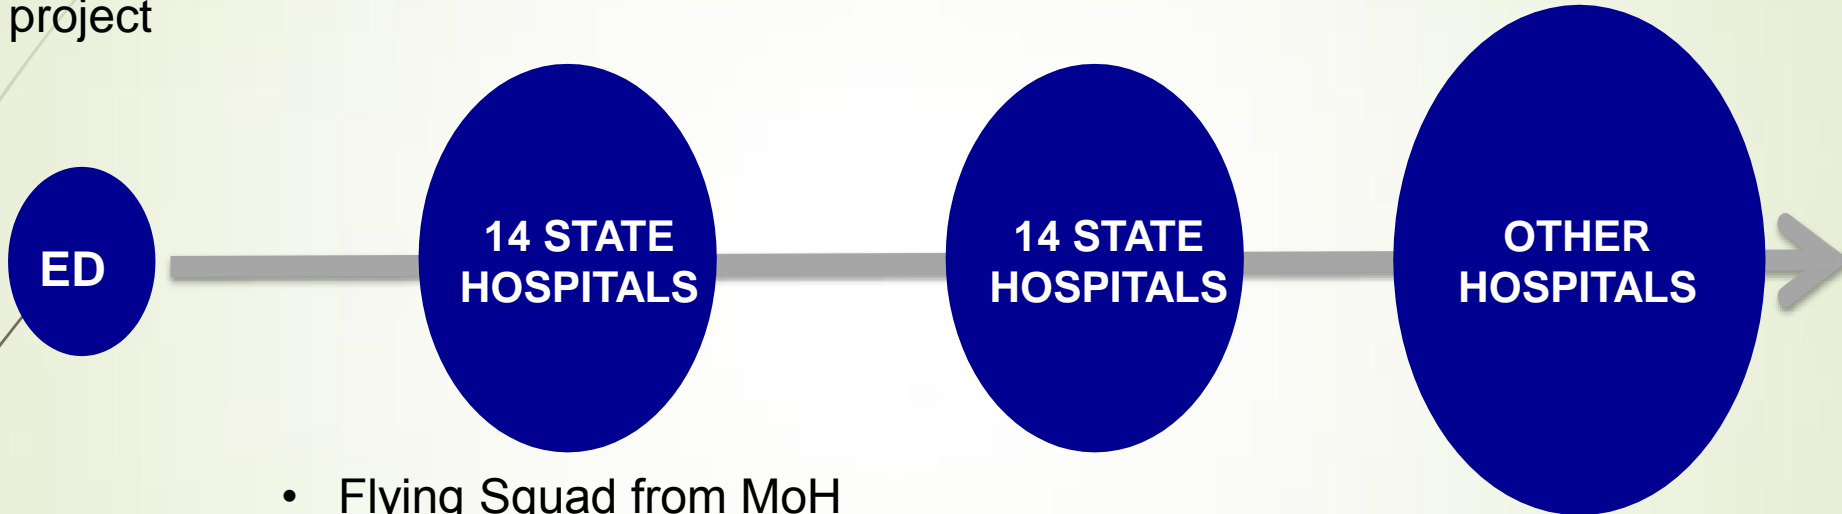 project
ED
14 STATE
HOSPITALS
14 STATE
HOSPITALS
OTHER
HOSPITALS
• Flying Squad from MoH